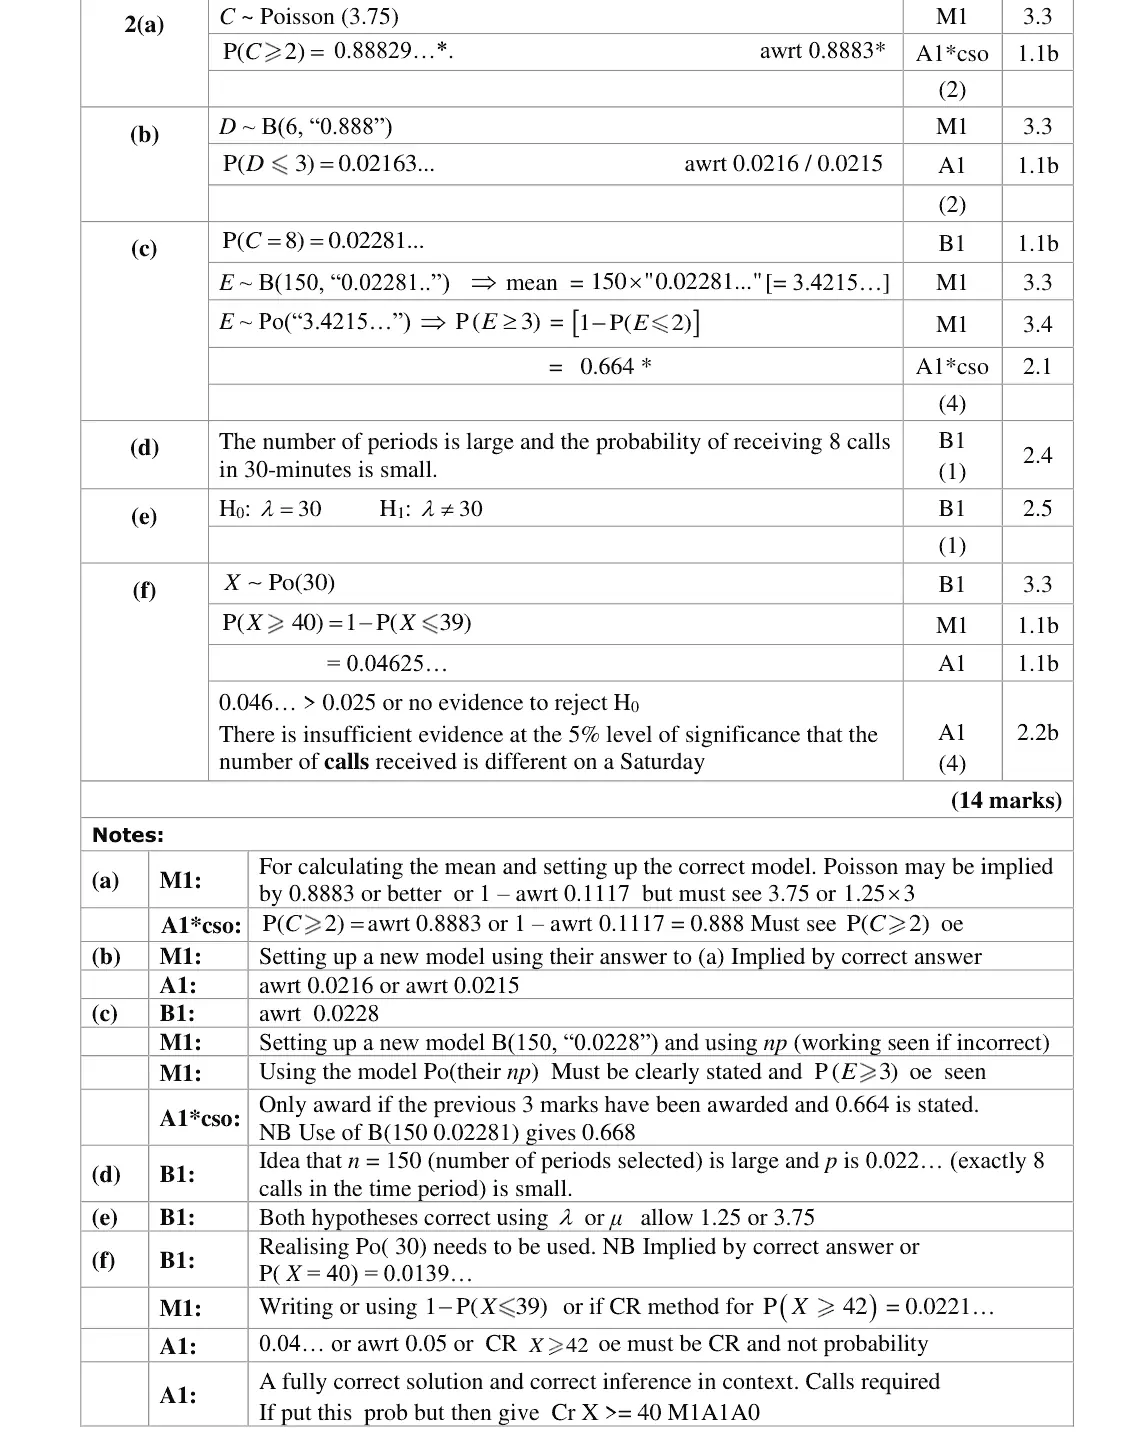 2(a) C ~ Poisson (3.75) M1 3.3
P(C⩾2) = 0.88829…*. awrt 0.8883* A1*cso 1.1b
(2)
(b) D ~ B(6, “0.888”) M1 3.3
P(D ⩽ 3) = 0.02163... awrt 0.0216 / 0.0215 A1 1.1b
(2)
(c) P(C = 8) = 0.02281... B1 1.1b
E ~ B(150, “0.02281..”) ⇒ mean = 150×"0.02281..." [= 3.4215…] M1 3.3
E ~ Po(“3.4215…”) ⇒ P(E ≥ 3) = [1−P(E⩽2)] M1 3.4
= 0.664 * A1*cso 2.1
(4)
(d) The number of periods is large and the probability of receiving 8 calls B1
in 30-minutes is small. (1) 2.4
(e) H₀: λ = 30 H₁: λ ≠ 30 B1 2.5
(1)
(f) X ~ Po(30) B1 3.3
P(X⩾ 40) = 1−P(X ⩽39) M1 1.1b
= 0.04625… A1 1.1b
0.046… > 0.025 or no evidence to reject H₀
There is insufficient evidence at the 5% level of significance that the A1 2.2b
number of calls received is different on a Saturday (4)
(14 marks)
Notes:
(a) M1: For calculating the mean and setting up the correct model. Poisson may be implied
by 0.8883 or better or 1 – awrt 0.1117 but must see 3.75 or 1.25×3
A1*cso: P(C⩾2) = awrt 0.8883 or 1 – awrt 0.1117 = 0.888 Must see P(C⩾2) oe
(b) M1: Setting up a new model using their answer to (a) Implied by correct answer
A1: awrt 0.0216 or awrt 0.0215
(c) B1: awrt 0.0228
M1: Setting up a new model B(150, “0.0228”) and using np (working seen if incorrect)
M1: Using the model Po(their np) Must be clearly stated and P(E⩾3) oe seen
A1*cso: Only award if the previous 3 marks have been awarded and 0.664 is stated.
NB Use of B(150 0.02281) gives 0.668
(d) B1: Idea that n = 150 (number of periods selected) is large and p is 0.022… (exactly 8
calls in the time period) is small.
(e) B1: Both hypotheses correct using λ or μ allow 1.25 or 3.75
(f) B1: Realising Po( 30) needs to be used. NB Implied by correct answer or
P( X = 40) = 0.0139…
M1: Writing or using 1−P(X⩽39) or if CR method for P(X ⩾ 42) = 0.0221…
A1: 0.04… or awrt 0.05 or CR X⩾42 oe must be CR and not probability
A1: A fully correct solution and correct inference in context. Calls required
If put this prob but then give Cr X >= 40 M1A1A0